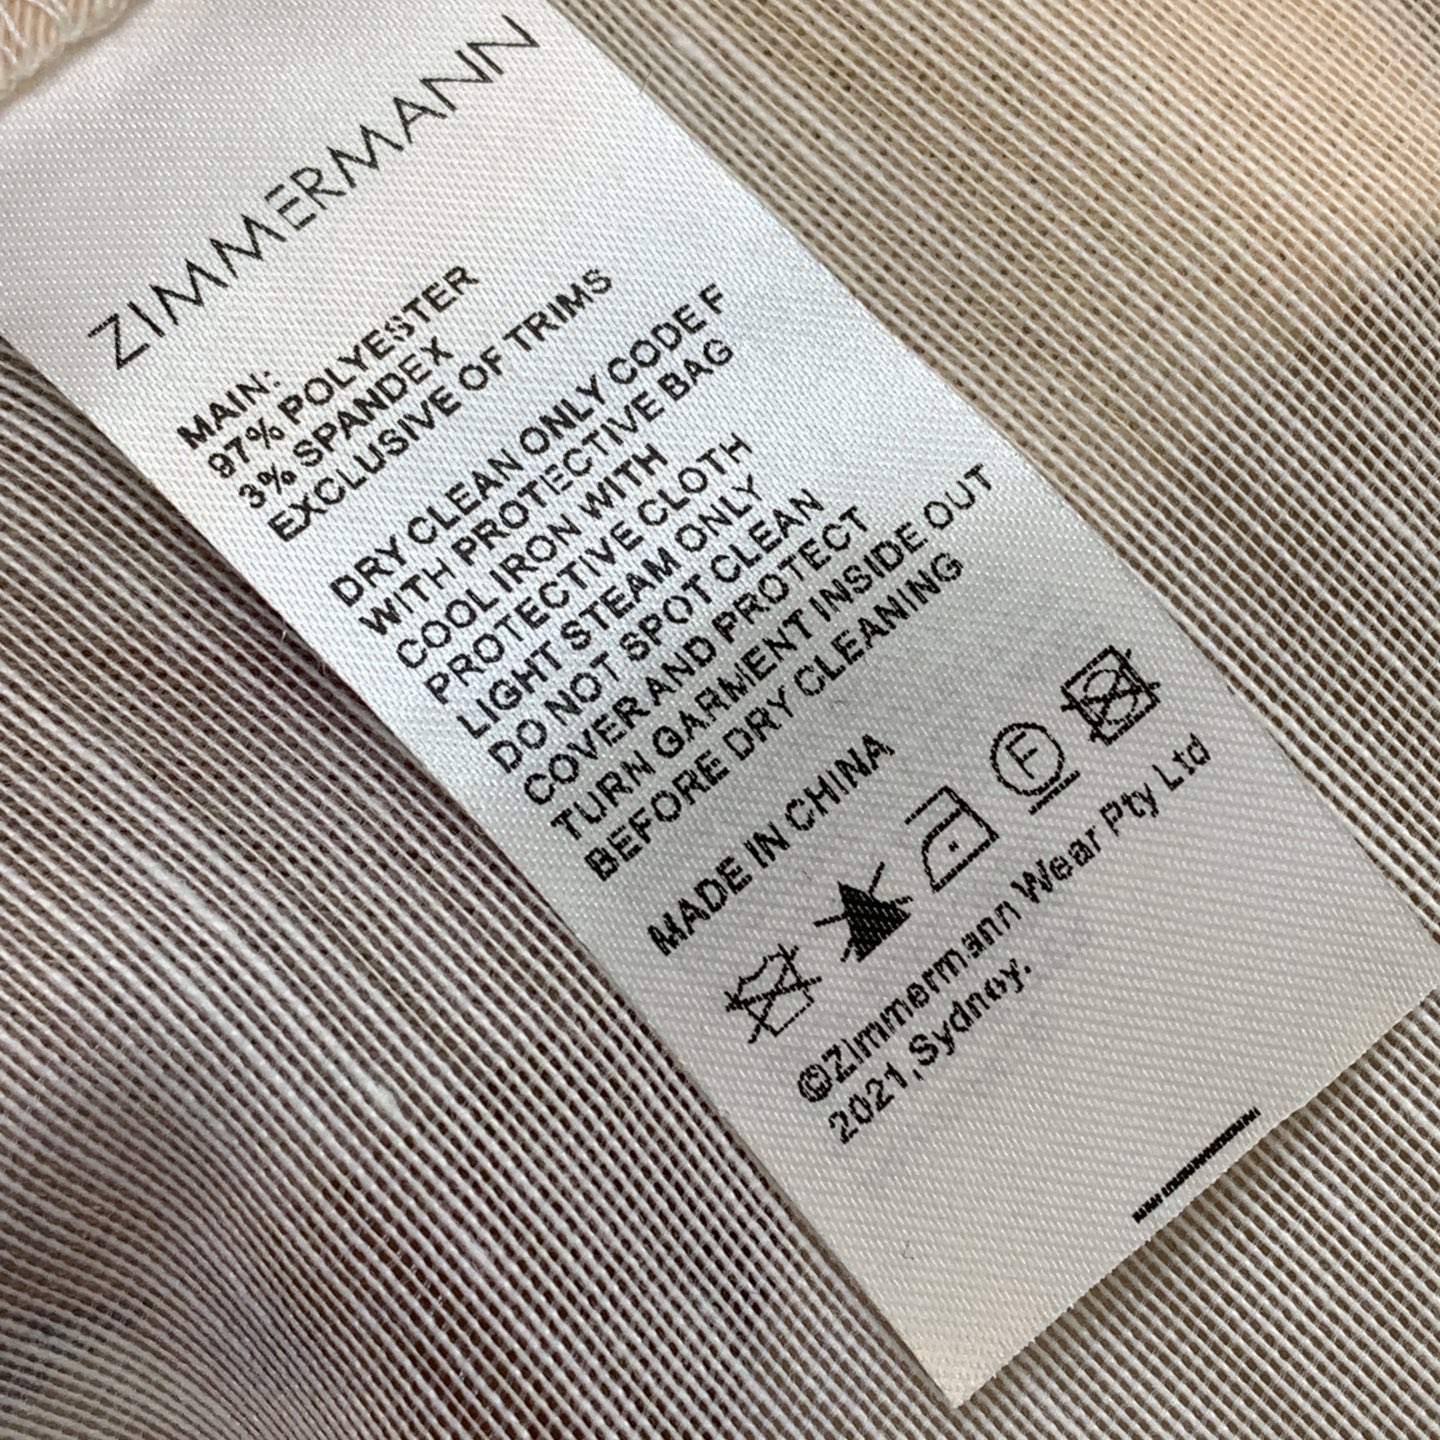 ZIMMERMANN
MAIN:
97% POLYESTER
3% SPANDEX
EXCLUSIVE OF TRIMS
DRY CLEAN ONLY CODE F
WITH PROTECTIVE BAG
COOL IRON WITH
PROTECTIVE CLOTH
LIGHT STEAM ONLY
DO NOT SPOT CLEAN
COVER AND PROTECT
TURN GARMENT INSIDE OUT
BEFORE DRY CLEANING
MADE IN CHINA
F
©Zimmermann Wear Pty Ltd
2021,Sydney.